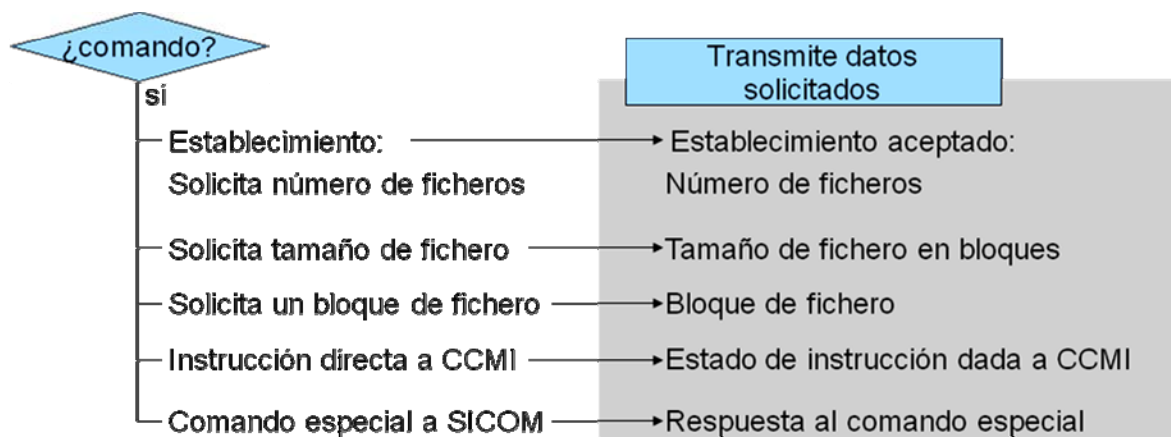 ¿comando?
Transmite datos
solicitados
sí
Establecimiento:
Establecimiento aceptado:
Solicita número de ficheros
Número de ficheros
Solicita tamaño de fichero
Tamaño de fichero en bloques
Solicita un bloque de fichero
Bloque de fichero
Instrucción directa a CCMI
Estado de instrucción dada a CCMI
Comando especial a SICOM
Respuesta al comando especial